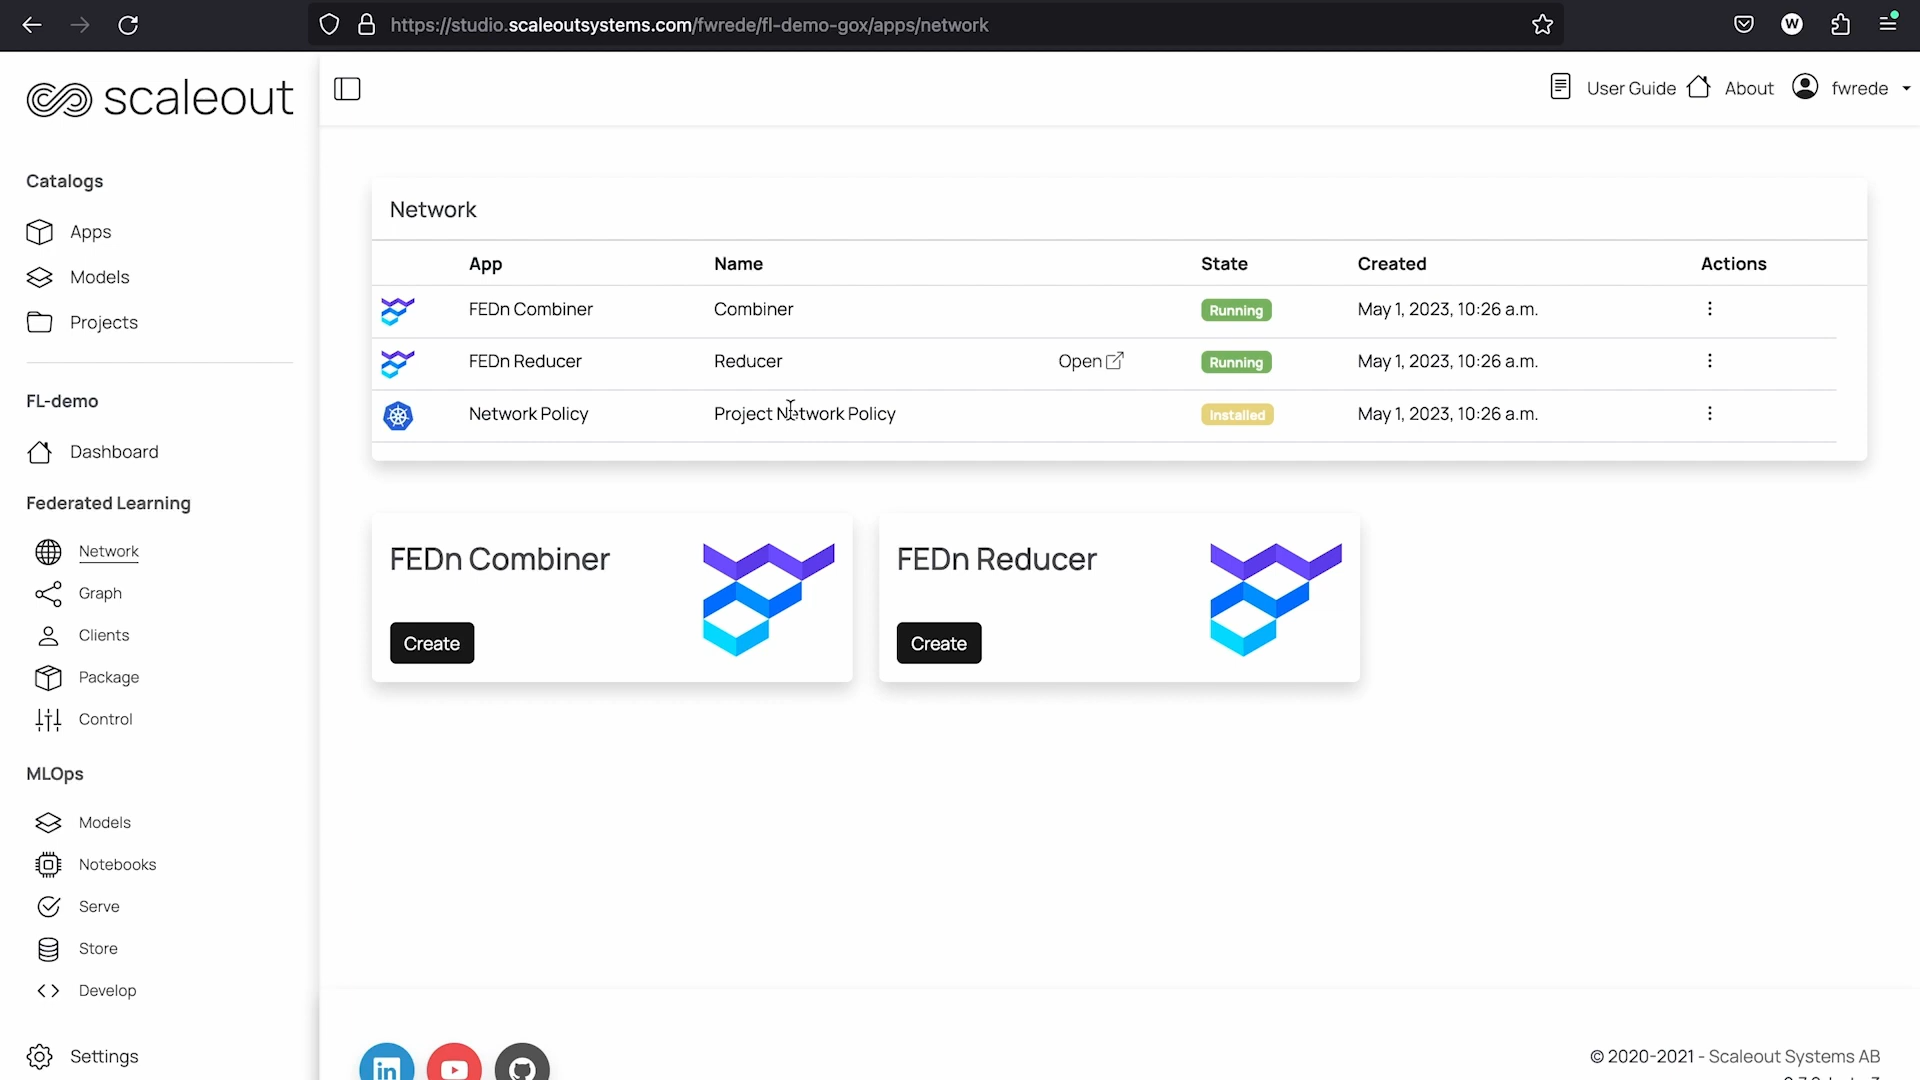 https://studio.scaleoutsystems.com/fwrede/fl-demo-gox/apps/network
W
scaleout
User Guide
About
fwrede
Catalogs
Apps
Models
Projects
FL-demo
Dashboard
Federated Learning
Network
Graph
Clients
Package
Control
MLOps
Models
Notebooks
Serve
Store
Develop
Settings
Network
App Name State Created Actions
FEDn Combiner Combiner Running May 1, 2023, 10:26 a.m.
FEDn Reducer Reducer Open Running May 1, 2023, 10:26 a.m.
Network Policy Project Network Policy Installed May 1, 2023, 10:26 a.m.
FEDn Combiner
Create
FEDn Reducer
Create
in
© 2020-2021 - Scaleout Systems AB